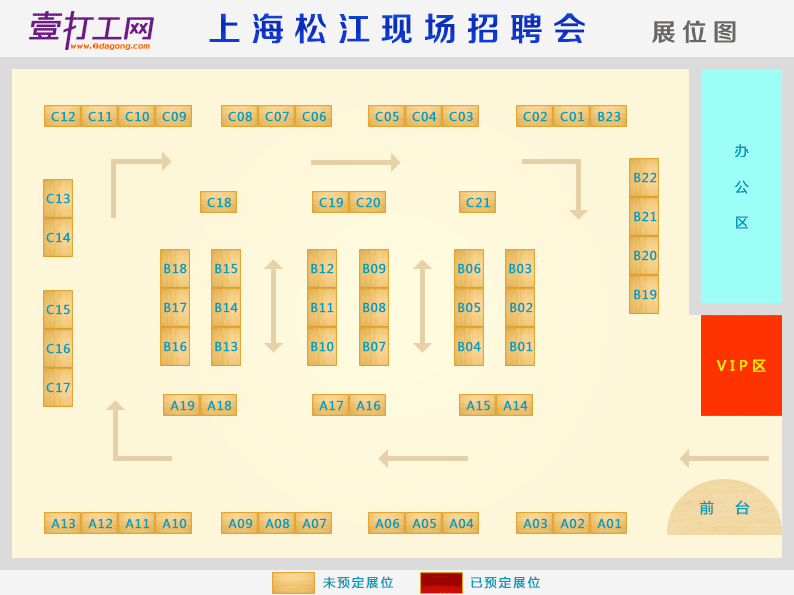 壹打工网
www.1dagong.com
上海松江现场招聘会
展位图
C12 C11 C10 C09 C08 C07 C06 C05 C04 C03 C02 C01 B23
办公区
C13
C14
B22
B21
B20
B19
C18 C19 C20 C21
B18 B15 B12 B09 B06 B03
B17 B14 B11 B08 B05 B02
B16 B13 B10 B07 B04 B01
C15
C16
C17
VIP区
A19 A18 A17 A16 A15 A14
前台
A13 A12 A11 A10 A09 A08 A07 A06 A05 A04 A03 A02 A01
未预定展位 已预定展位